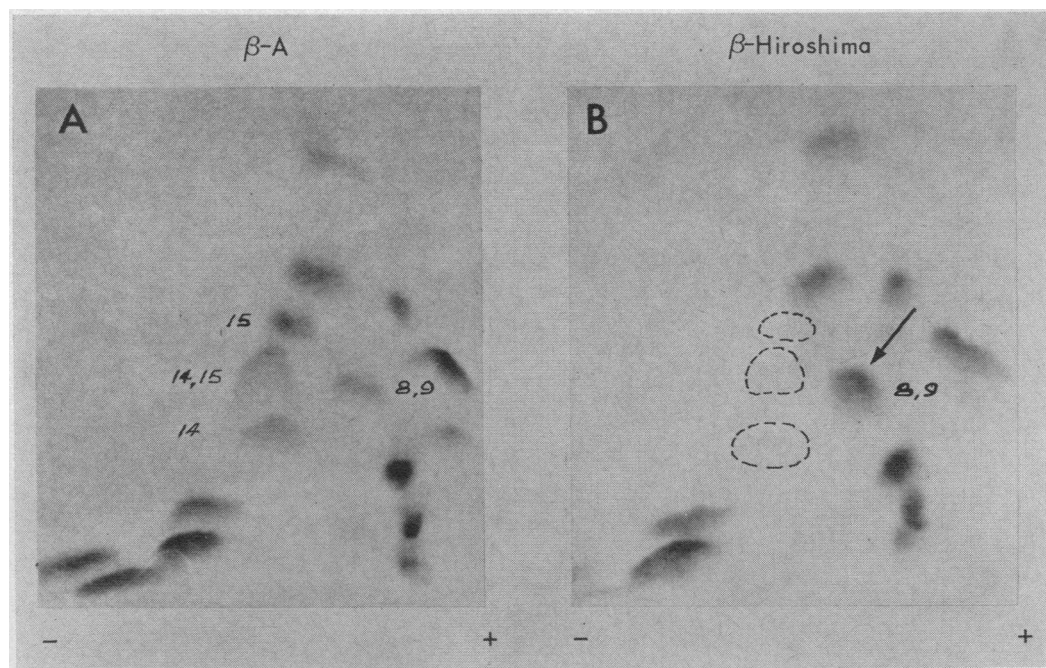 β-A
β-Hiroshima
A
B
15
14,15
8,9
8,9
14
-
+
-
+